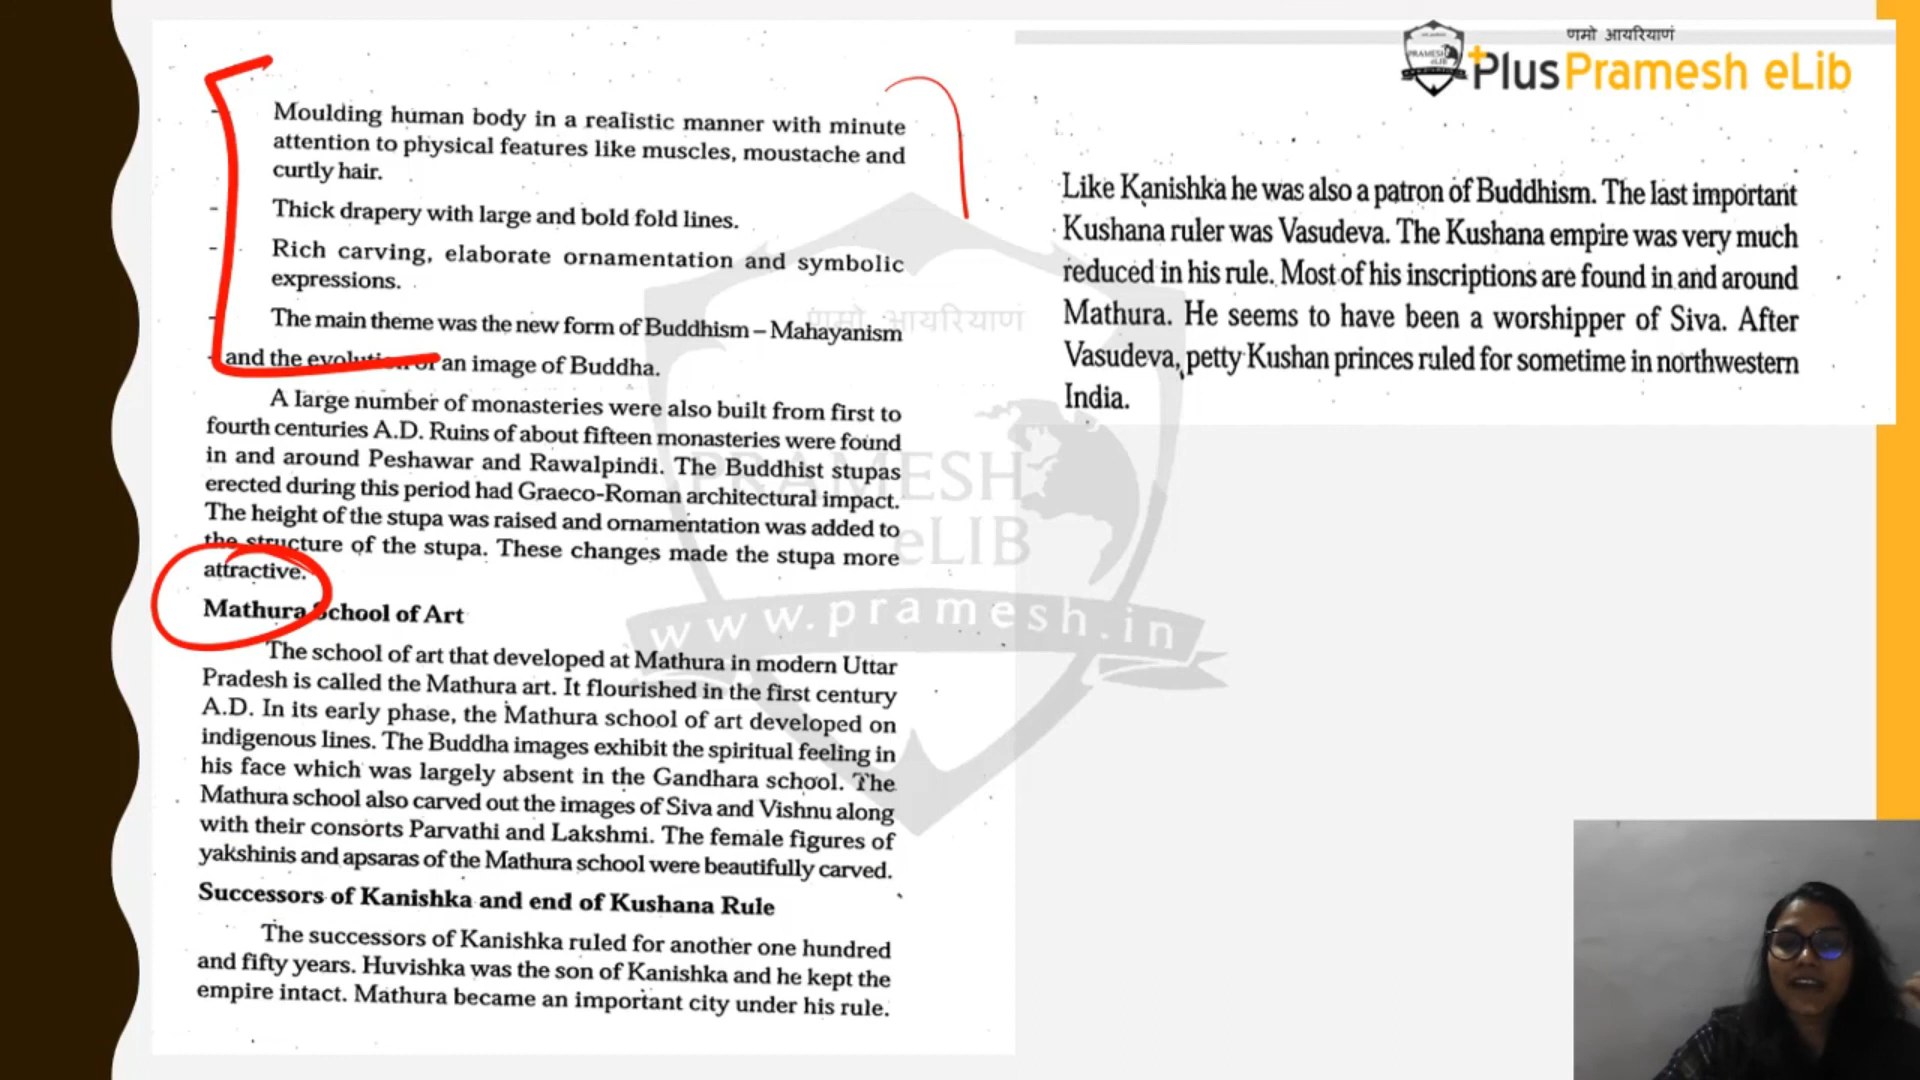 णमो आयरियाणं
PRAMESH
eLIB
Plus Pramesh eLib
- Moulding human body in a realistic manner with minute
attention to physical features like muscles, moustache and
curtly hair.
- Thick drapery with large and bold fold lines.
- Rich carving, elaborate ornamentation and symbolic
expressions.
- The main theme was the new form of Buddhism – Mahayanism
- and the evolution of an image of Buddha.
A large number of monasteries were also built from first to
fourth centuries A.D. Ruins of about fifteen monasteries were found
in and around Peshawar and Rawalpindi. The Buddhist stupas
erected during this period had Graeco-Roman architectural impact.
The height of the stupa was raised and ornamentation was added to
the structure of the stupa. These changes made the stupa more
attractive.
Mathura School of Art
The school of art that developed at Mathura in modern Uttar
Pradesh is called the Mathura art. It flourished in the first century
A.D. In its early phase, the Mathura school of art developed on
indigenous lines. The Buddha images exhibit the spiritual feeling in
his face which was largely absent in the Gandhara school. The
Mathura school also carved out the images of Siva and Vishnu along
with their consorts Parvathi and Lakshmi. The female figures of
yakshinis and apsaras of the Mathura school were beautifully carved.
Successors of Kanishka and end of Kushana Rule
The successors of Kanishka ruled for another one hundred
and fifty years. Huvishka was the son of Kanishka and he kept the
empire intact. Mathura became an important city under his rule.
Like Kanishka he was also a patron of Buddhism. The last important
Kushana ruler was Vasudeva. The Kushana empire was very much
reduced in his rule. Most of his inscriptions are found in and around
Mathura. He seems to have been a worshipper of Siva. After
Vasudeva, petty Kushan princes ruled for sometime in northwestern
India.
णमो आयरियाण
PRAMESH
eLIB
www.pramesh.in